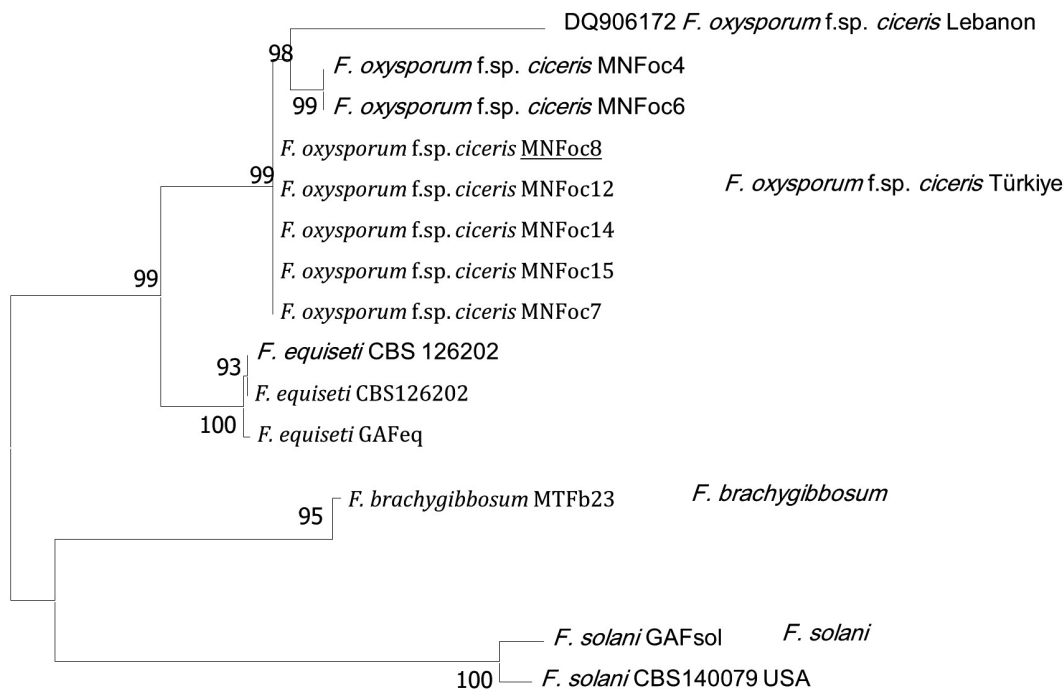 DQ906172 F. oxysporum f.sp. ciceris Lebanon
98
F. oxysporum f.sp. ciceris MNFoc4
99 F. oxysporum f.sp. ciceris MNFoc6
F. oxysporum f.sp. ciceris MNFoc8
99
F. oxysporum f.sp. ciceris MNFoc12 F. oxysporum f.sp. ciceris Türkiye
F. oxysporum f.sp. ciceris MNFoc14
F. oxysporum f.sp. ciceris MNFoc15
99
F. oxysporum f.sp. ciceris MNFoc7
F. equiseti CBS 126202
93
F. equiseti CBS126202
100
F. equiseti GAFeq
F. brachygibbosum MTFb23 F. brachygibbosum
95
F. solani GAFsol F. solani
100 F. solani CBS140079 USA